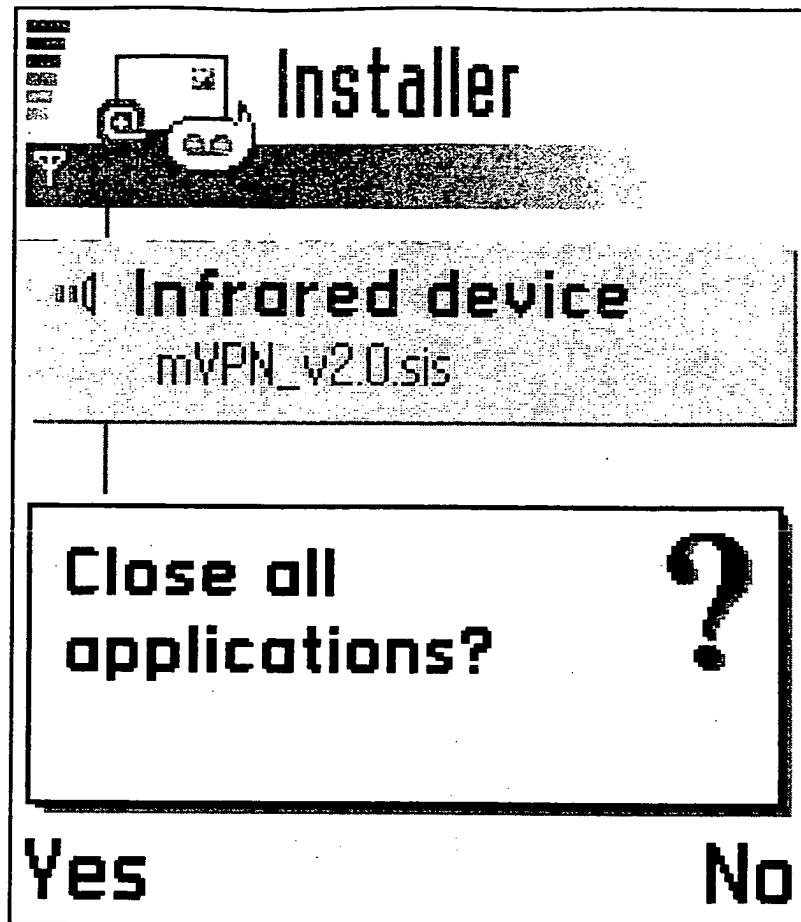 Installer
Infrared device
mVPN_v2.0.sis
Close all
applications?
Yes
No